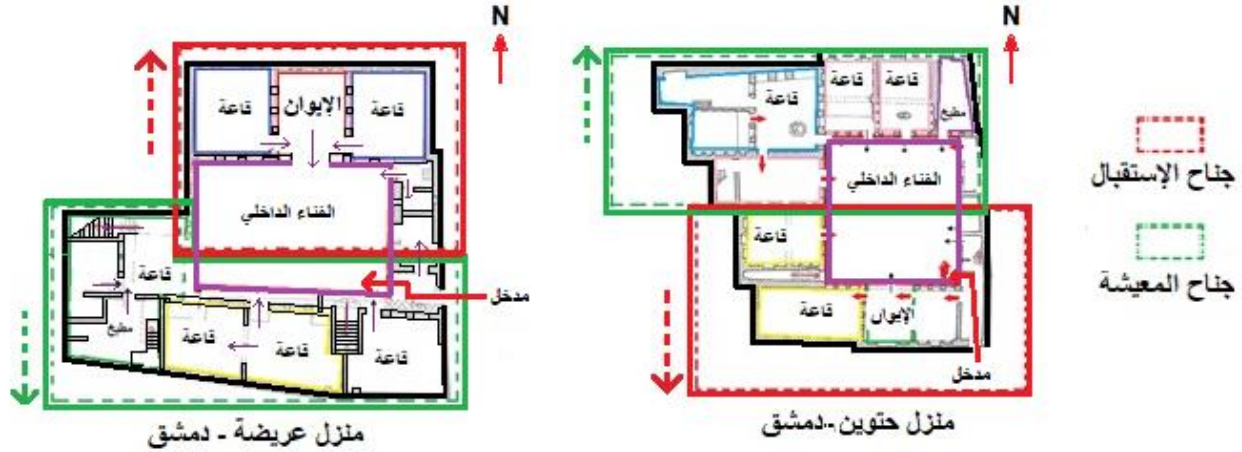 N
قاعة
الإيوان
قاعة
الفناء الداخلي
قاعة
مطبخ
قاعة
قاعة
قاعة
مدخل
منزل عريضة - دمشق
N
قاعة
قاعة
قاعة
مطبخ
الفناء الداخلي
قاعة
قاعة
الإيوان
مدخل
منزل حتوين -دمشق
جناح الإستقبال
جناح المعيشة